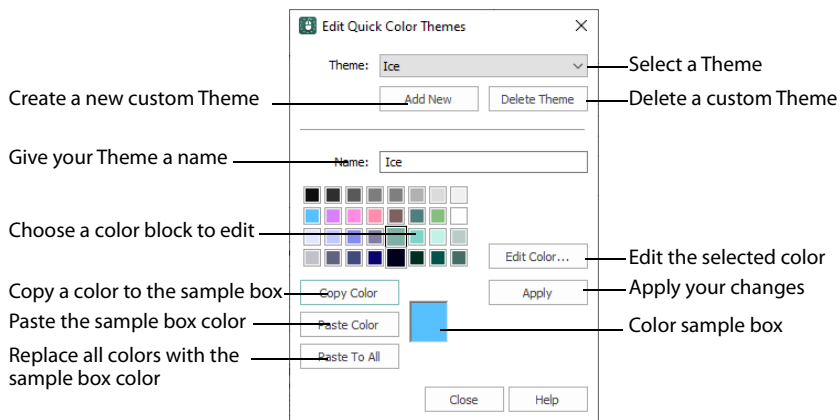 Edit Quick Color Themes
Theme: Ice
Select a Theme
Create a new custom Theme
Add New
Delete Theme
Delete a custom Theme
Give your Theme a name
Name: Ice
Choose a color block to edit
Edit Color...
Edit the selected color
Copy a color to the sample box
Copy Color
Apply
Apply your changes
Paste the sample box color
Paste Color
Color sample box
Replace all colors with the
sample box color
Paste To All
Close
Help